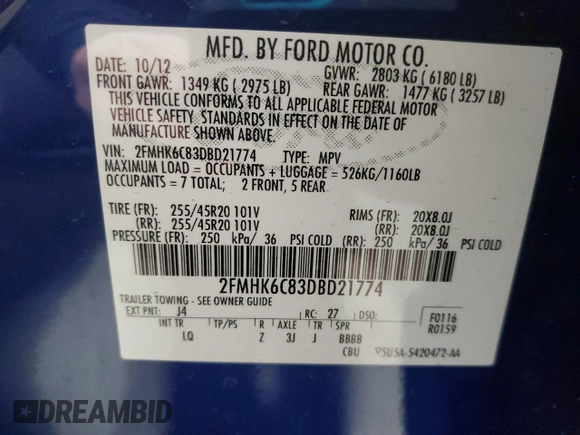 MFD. BY FORD MOTOR CO.
10/12 GVWR: 2803 KG ( 6180 LB)
FRONT GAWR: 1349 KG ( 2975 LB) REAR GAWR: 1477 KG ( 3257 LB)
THIS VEHICLE CONFORMS TO ALL APPLICABLE FEDERAL MOTOR
VEHICLE SAFETY STANDARDS IN EFFECT ON THE DATE OF
MANUFACTURE SHOWN ABOVE.
VIN: 2FMHK6C83DBD21774 TYPE: MPV
MAXIMUM LOAD = OCCUPANTS + LUGGAGE = 526KG/1160LB
OCCUPANTS = 7 TOTAL; 2 FRONT, 5 REAR
TIRE (FR): 255/45R20 101V RIMS (FR): 20X8.0J
(RR): 255/45R20 101V (RR): 20X8.0J
PRESSURE (FR): 250 kPa/ 36 PSI COLD (RR): 250 kPa/ 36 PSI COLD
2FMHK6C83DBD21774
TRAILER TOWING - SEE OWNER GUIDE
EXT PNT: J4 RC: 27 DSO: F0116
R0159
INT TR TP/PS R AXLE TR SPR
LQ Z 3J J BBBB
CBU 5U5A-5420472-AA
DREAMBID